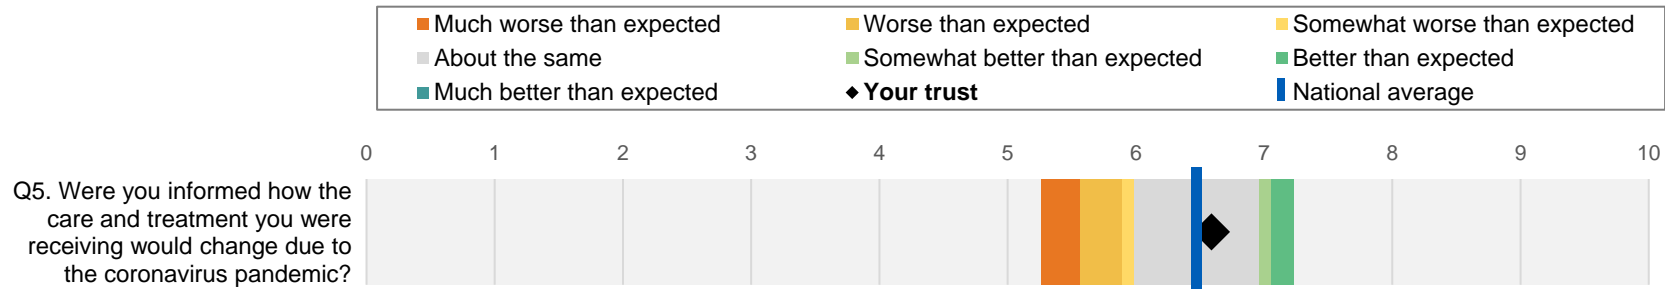 Much worse than expected Worse than expected Somewhat worse than expected
About the same Somewhat better than expected Better than expected
Much better than expected Your trust National average
0 1 2 3 4 5 6 7 8 9 10
Q5. Were you informed how the
care and treatment you were
receiving would change due to
the coronavirus pandemic?